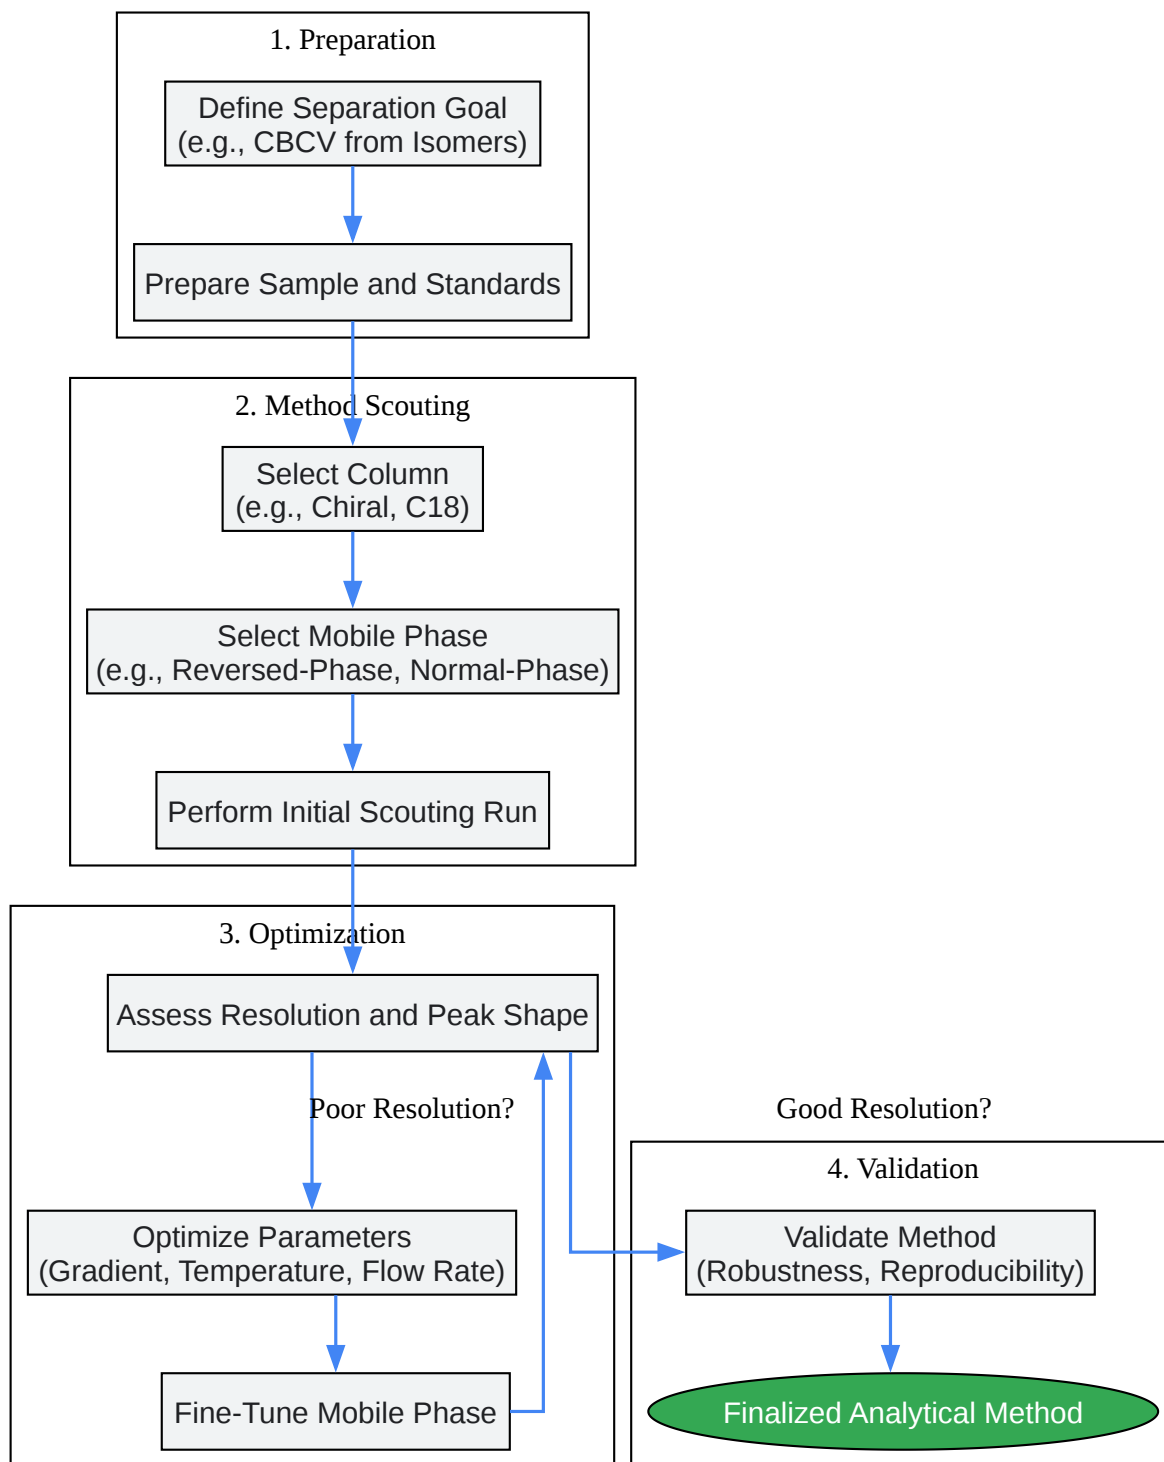 1. Preparation
Define Separation Goal
(e.g., CBCV from Isomers)
Prepare Sample and Standards
2. Method Scouting
Select Column
(e.g., Chiral, C18)
Select Mobile Phase
(e.g., Reversed-Phase, Normal-Phase)
Perform Initial Scouting Run
3. Optimization
Assess Resolution and Peak Shape
Poor Resolution?
Optimize Parameters
(Gradient, Temperature, Flow Rate)
Fine-Tune Mobile Phase
Good Resolution?
4. Validation
Validate Method
(Robustness, Reproducibility)
Finalized Analytical Method